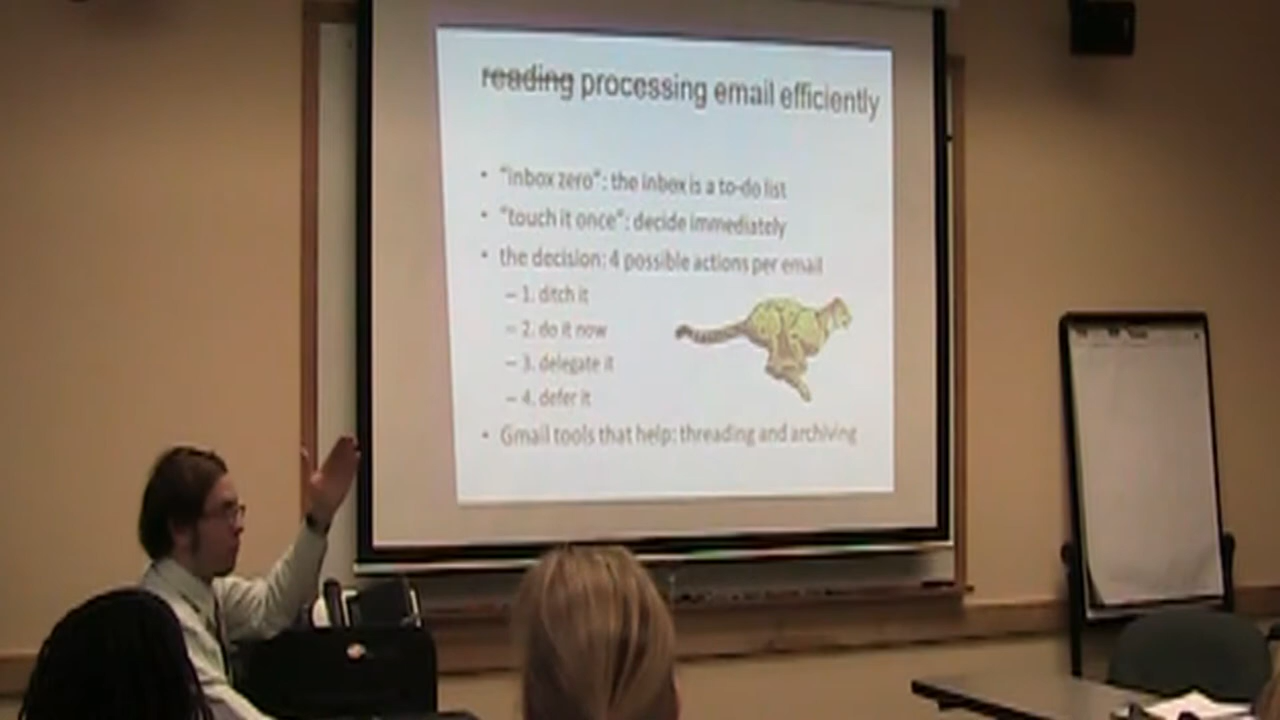 reading processing email efficiently
• "inbox zero": the inbox is a to-do list
• "touch it once": decide immediately
• the decision: 4 possible actions per email
– 1. ditch it
– 2. do it now
– 3. delegate it
– 4. defer it
• Gmail tools that help: threading and archiving